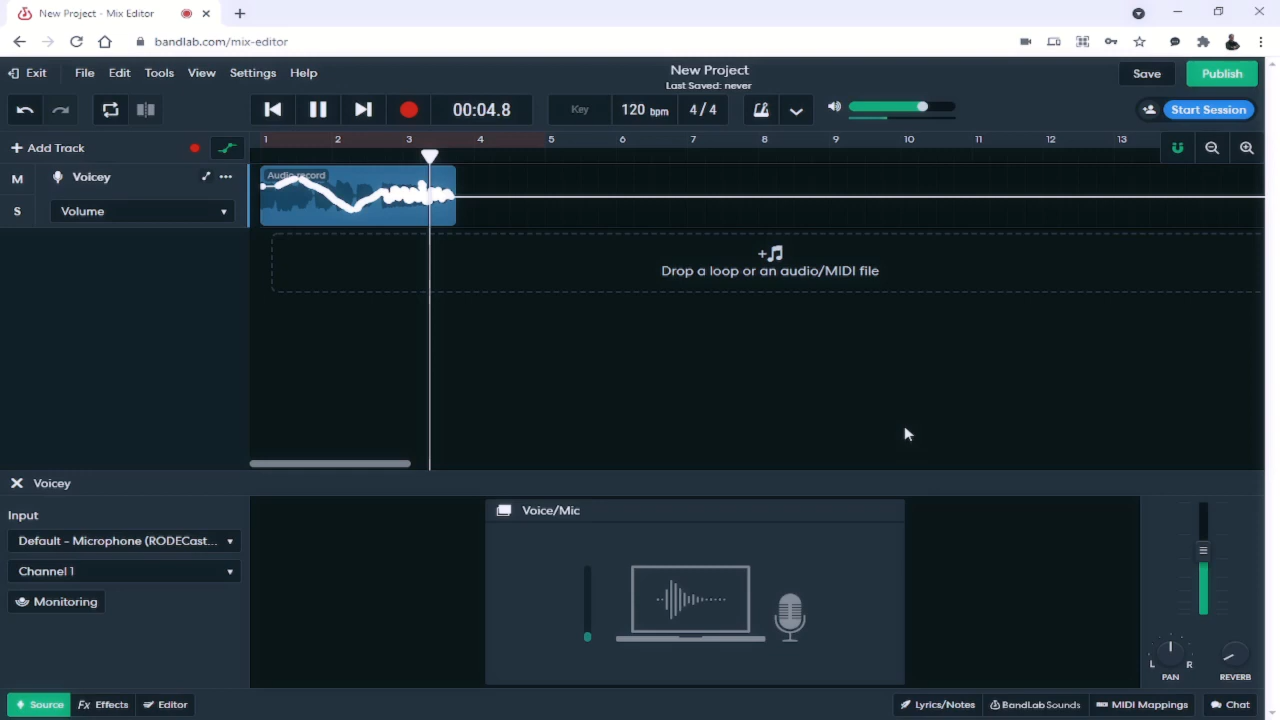 New Project - Mix Editor
bandlab.com/mix-editor
Exit File Edit Tools View Settings Help
New Project
Last Saved: never
Save Publish
00:04.8 Key 120 bpm 4/4
Start Session
Add Track
1 2 3 4 5 6 7 8 9 10 11 12 13
M Voicey
Audio record
S Volume
Drop a loop or an audio/MIDI file
Voicey
Input
Default - Microphone (RODECast...
Channel 1
Monitoring
Voice/Mic
L R
PAN REVERB
Source Fx Effects Editor
Lyrics/Notes BandLab Sounds MIDI Mappings Chat